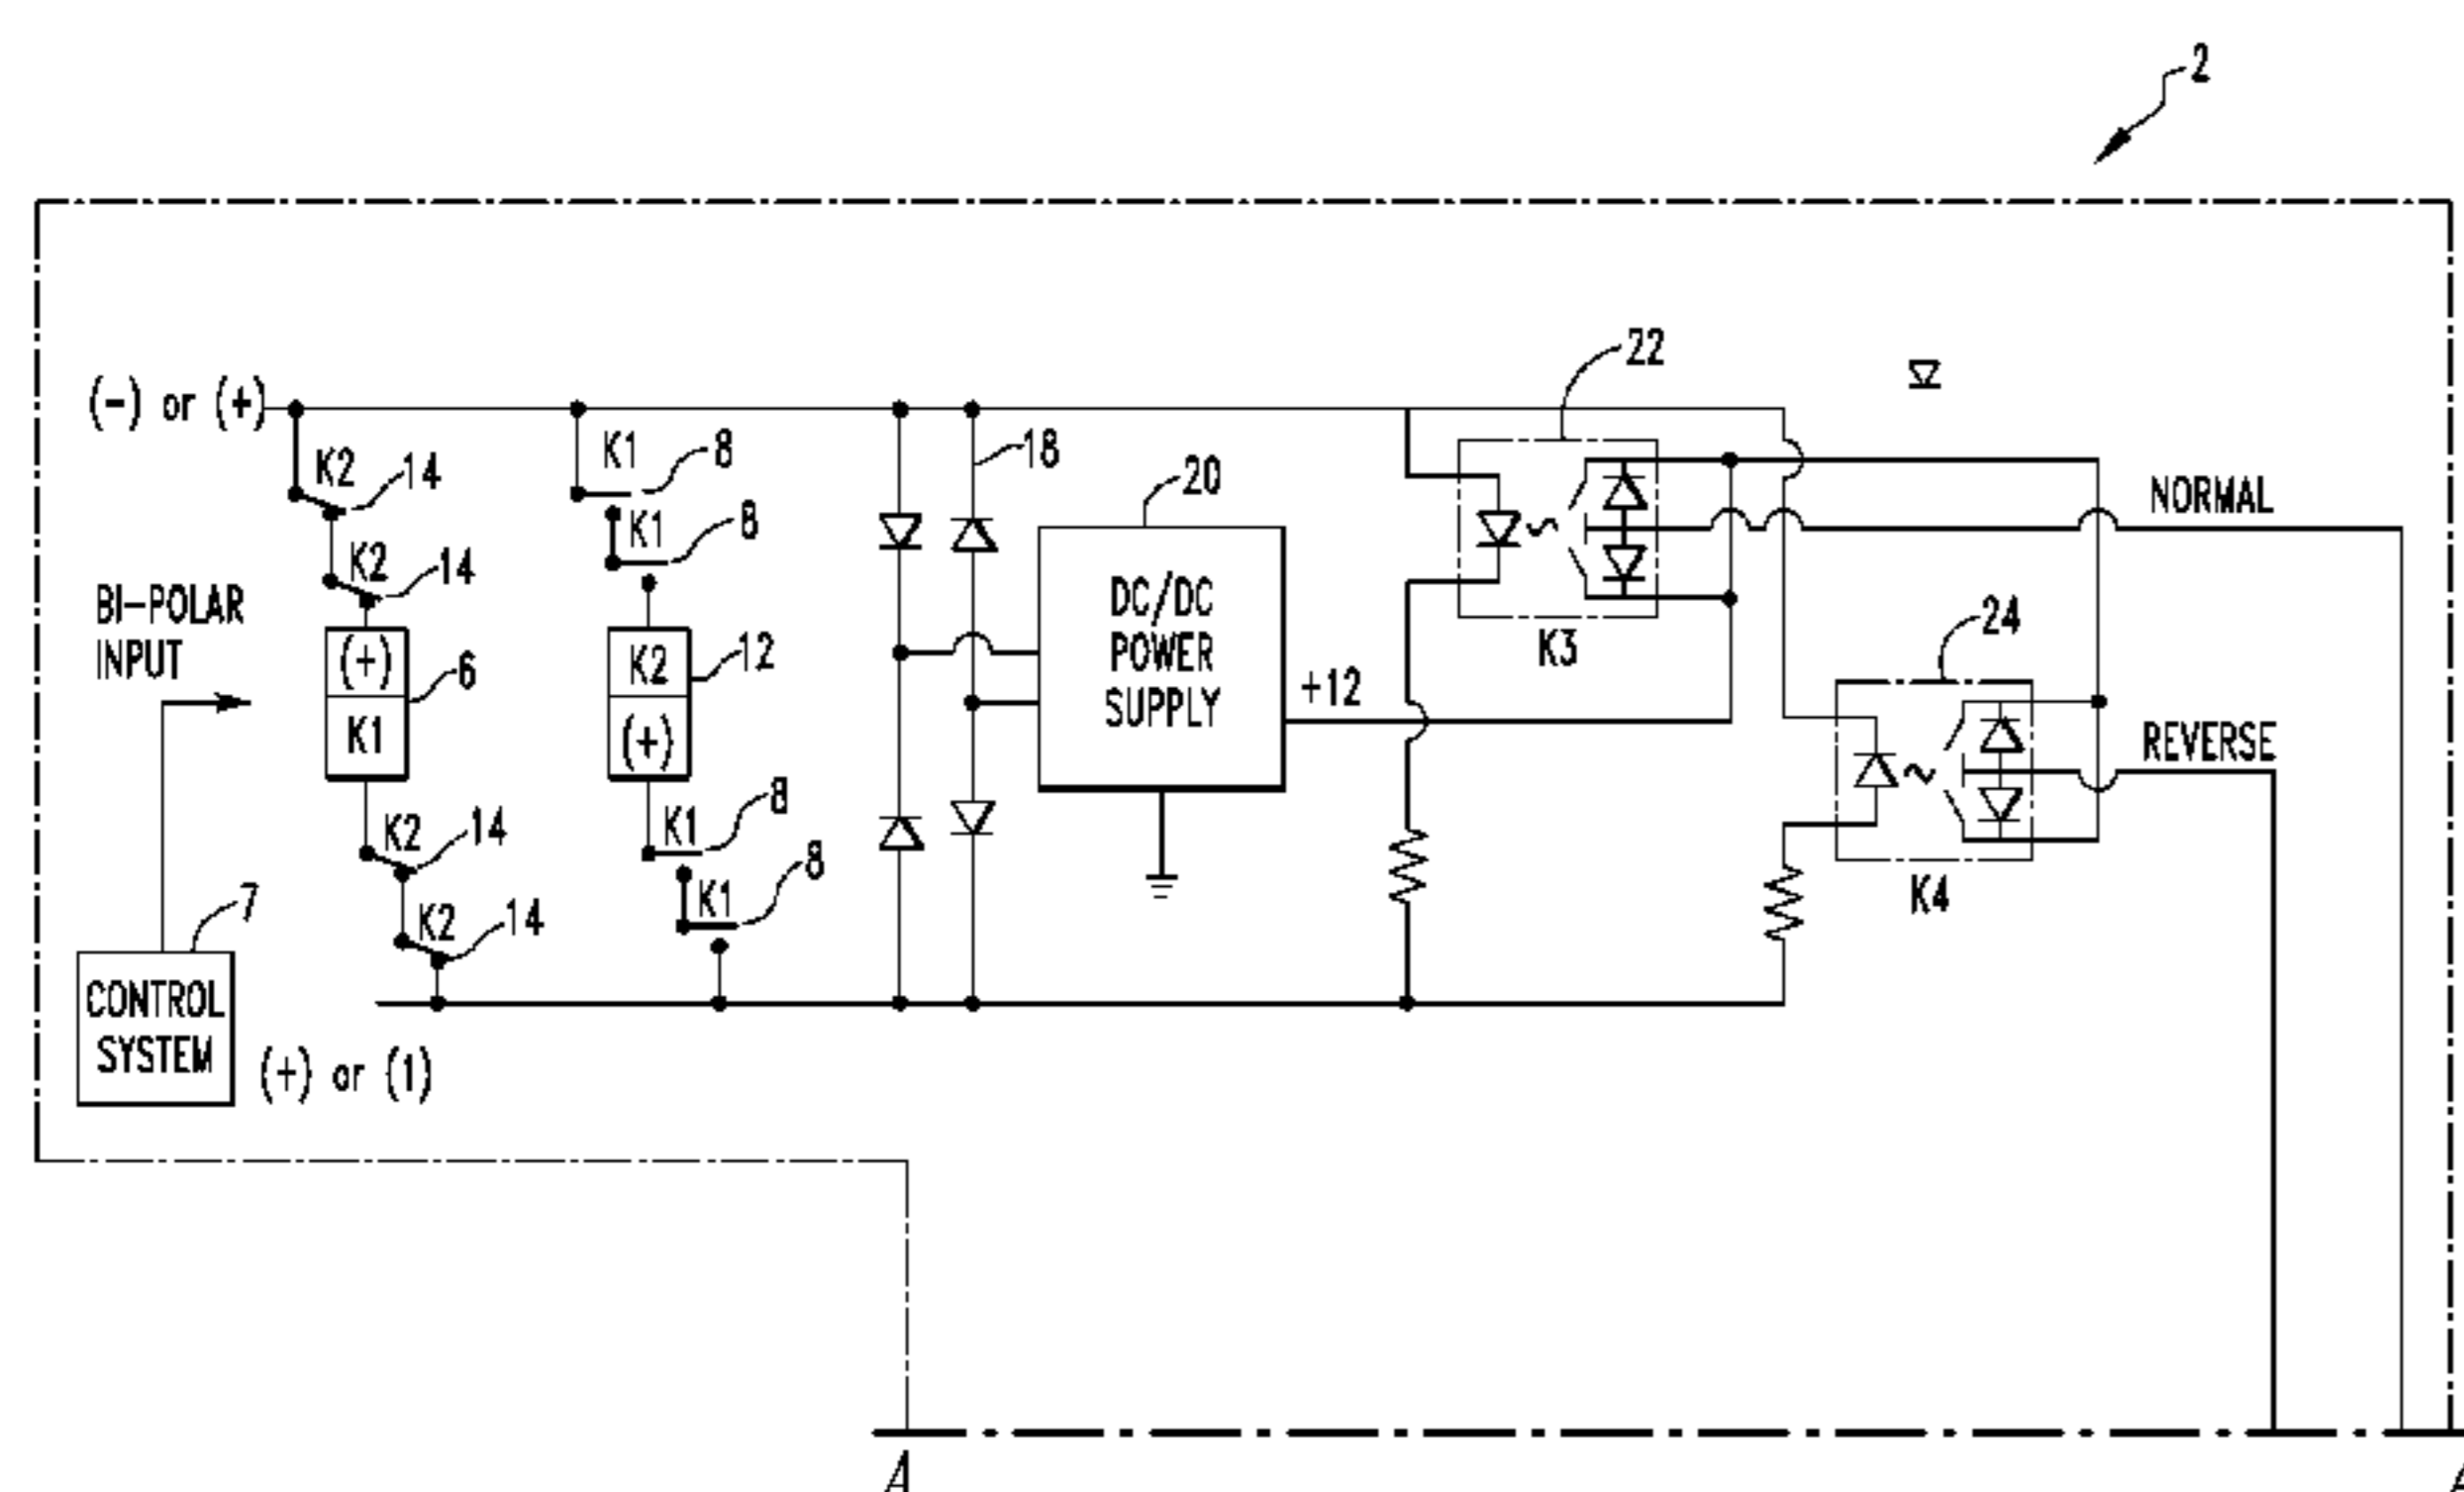 2
22
(-) or (+)
K2
14
K1
8
18
20
NORMAL
K1
8
K2
14
BI-POLAR
INPUT
DC/DC
POWER
SUPPLY
24
(+)
K1
6
K2
(+)
12
K3
+12
REVERSE
K2
14
K1
8
K1
8
K2
14
K4
7
CONTROL
SYSTEM
(+) or (1)
A